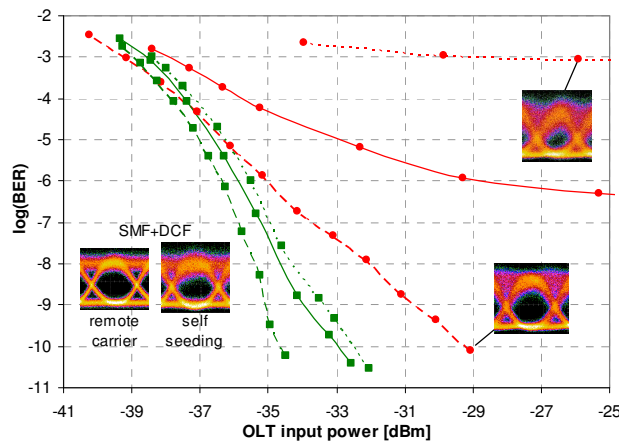 -2
-3
-4
-5
-6
-7
-8
-9
-10
-11
log(BER)
SMF+DCF
remote carrier
self seeding
-41 -39 -37 -35 -33 -31 -29 -27 -25
OLT input power [dBm]